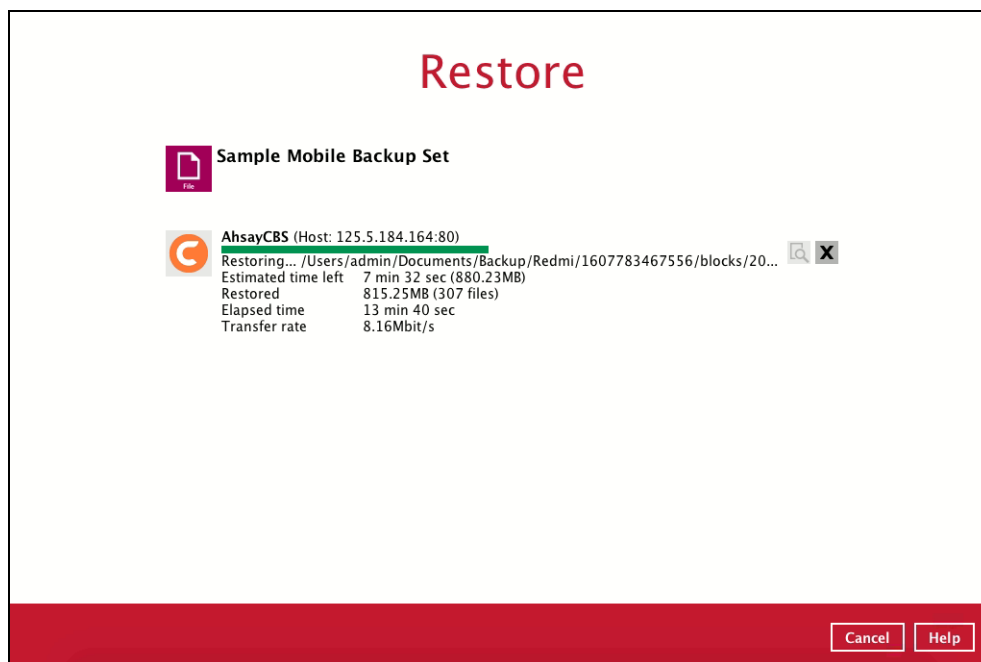 Restore
Sample Mobile Backup Set
File
AhsayCBS (Host: 125.5.184.164:80)
Restoring... /Users/admin/Documents/Backup/Redmi/1607783467556/blocks/20...
X
Estimated time left 7 min 32 sec (880.23MB)
Restored 815.25MB (307 files)
Elapsed time 13 min 40 sec
Transfer rate 8.16Mbit/s
Cancel Help